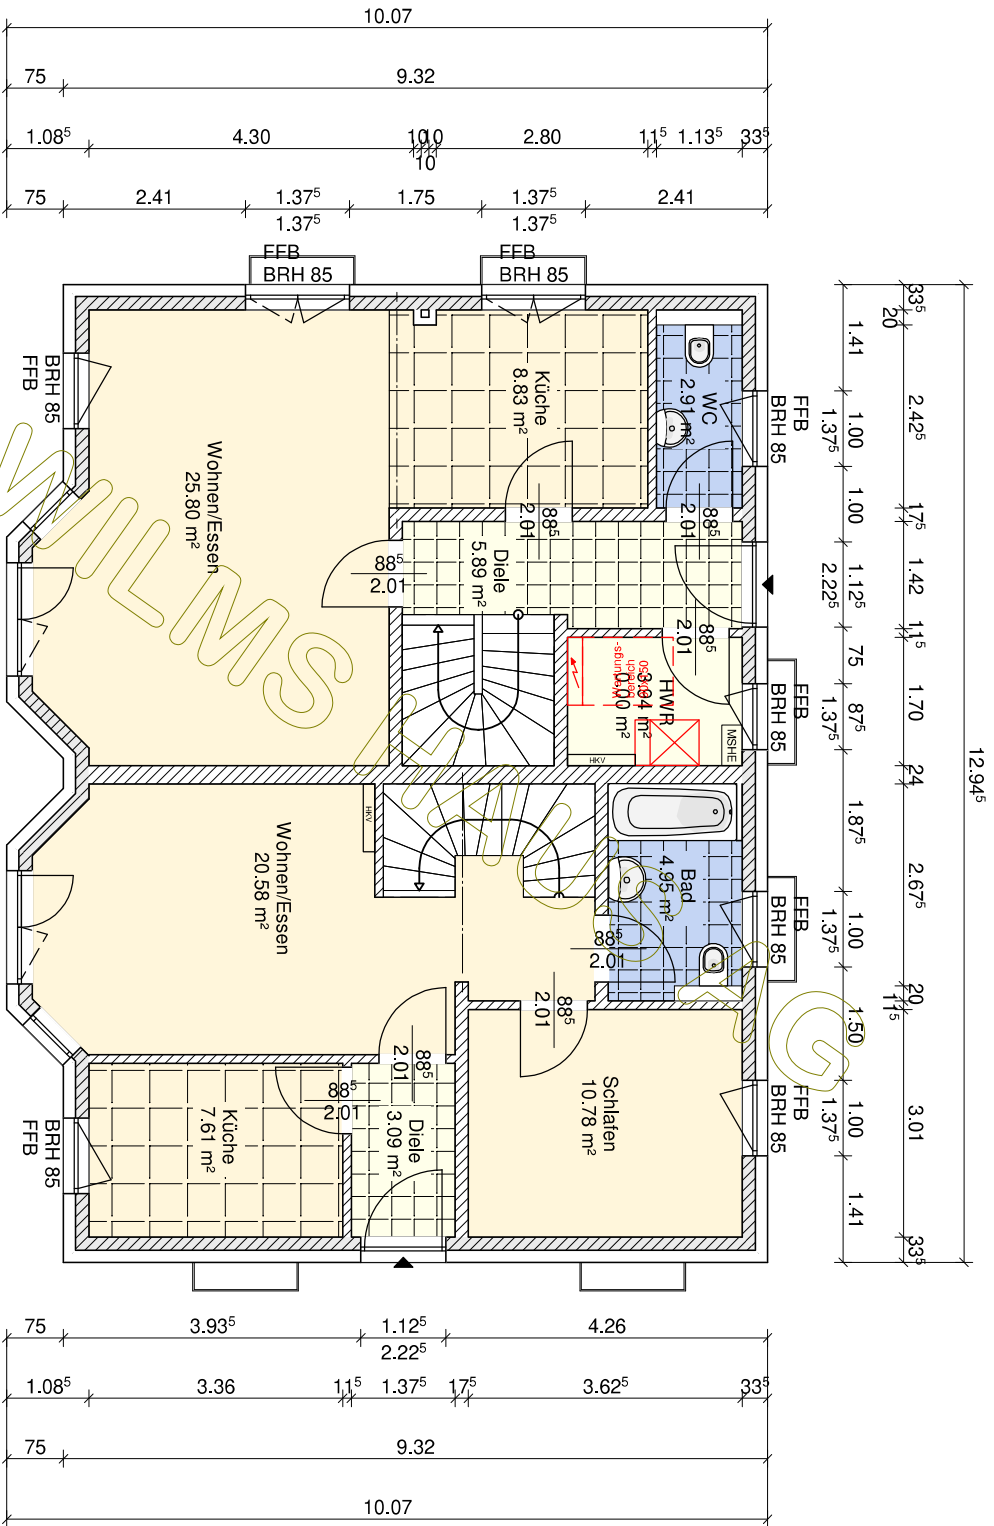 10.07
75 9.32
1.08⁵ 4.30 10 10 2.80 11⁵ 1.13⁵ 33⁵
10
75 2.41 1.37⁵ 1.75 1.37⁵ 2.41
1.37⁵ 1.37⁵
FFB
BRH 85
FFB
BRH 85
BRH 85
FFB
FFB
BRH 85
Küche
8.83 m²
WC
2.91 m²
Wohnen/Essen
25.80 m²
88⁵
2.01
88⁵
2.01
Diele
5.89 m²
88⁵
2.01
88⁵
2.01
HWR
MSHE
HKV
FFB
BRH 85
HKV
Wohnen/Essen
20.58 m²
Bad
4.95 m²
FFB
BRH 85
88⁵
2.01
88⁵
2.01
88⁵
2.01
88⁵
2.01
Schlafen
10.78 m²
FFB
BRH 85
Küche
7.61 m²
Diele
3.09 m²
BRH 85
FFB
WILMS HAUS AG
1.41 1.00 1.00 1.12⁵ 75 87⁵ 1.87⁵ 1.00 1.50 1.00 1.41
1.37⁵ 2.22⁵ 1.37⁵ 1.37⁵ 1.37⁵
33⁵ 20 2.42⁵ 17⁵ 1.42 11⁵ 1.70 24 2.67⁵ 20 11⁵ 3.01 33⁵
12.94⁵
75 3.93⁵ 1.12⁵ 4.26
2.22⁵
1.08⁵ 3.36 11⁵ 1.37⁵ 17⁵ 3.62⁵ 33⁵
75 9.32
10.07